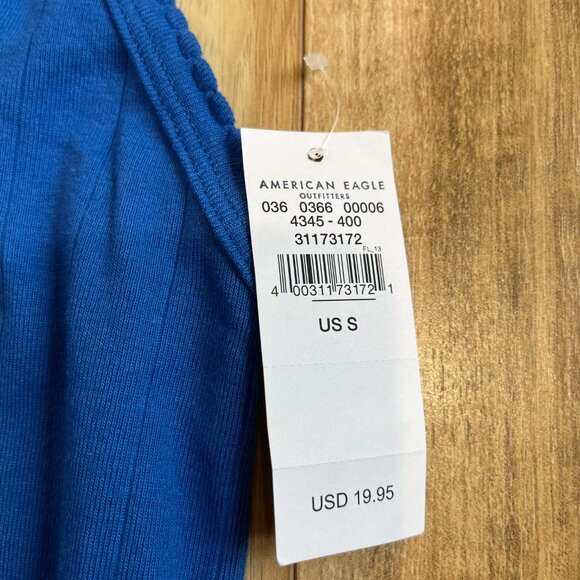 AMERICAN EAGLE
OUTFITTERS
036 0366 00006
4345 - 400
31173172
FL_13
4 00311 73172 1
US S
USD 19.95